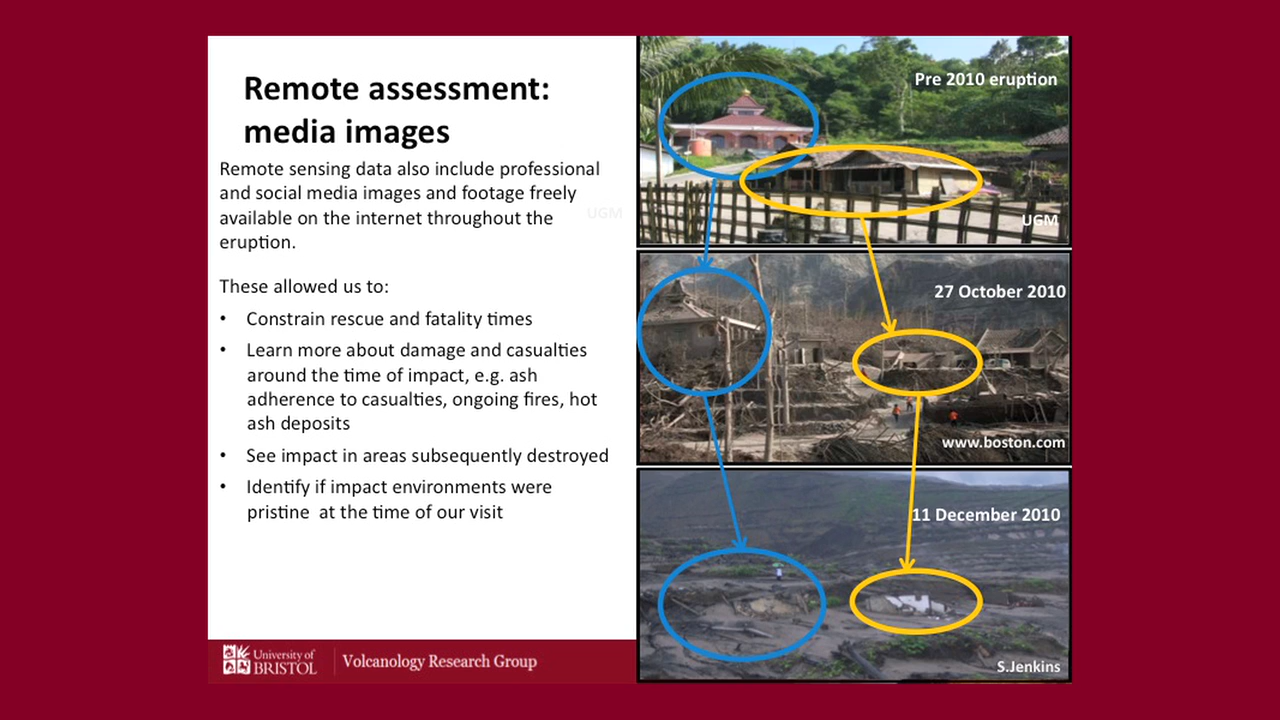 Remote assessment:
media images
Remote sensing data also include professional
and social media images and footage freely
available on the internet throughout the
eruption.
UGM
These allowed us to:
• Constrain rescue and fatality times
• Learn more about damage and casualties
around the time of impact, e.g. ash
adherence to casualties, ongoing fires, hot
ash deposits
• See impact in areas subsequently destroyed
• Identify if impact environments were
pristine  at the time of our visit
University of
BRISTOL
Volcanology Research Group
Pre 2010 eruption
UGM
27 October 2010
www.boston.com
11 December 2010
S.Jenkins